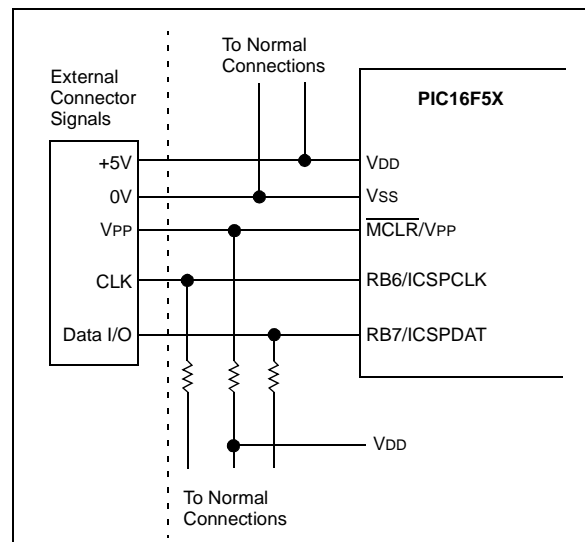 To Normal
Connections
External
Connector
Signals
PIC16F5X
+5V
VDD
0V
VSS
VPP
MCLR/VPP
CLK
RB6/ICSPCLK
Data I/O
RB7/ICSPDAT
VDD
To Normal
Connections